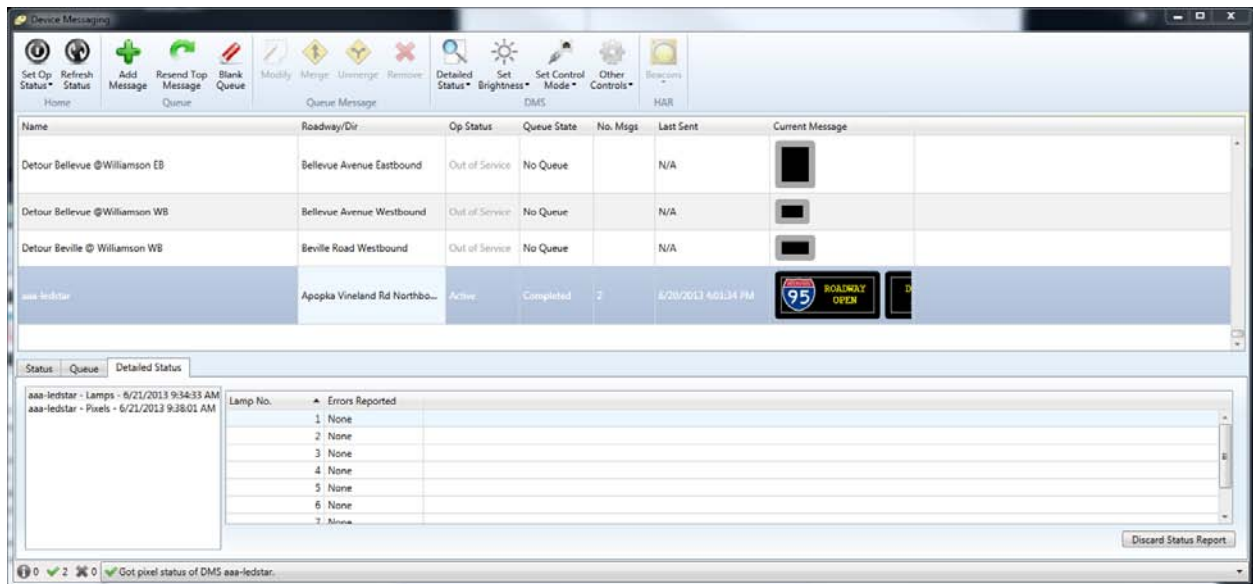 Device Messaging
Set Op Status
Refresh Status
Add Message
Resend Top Message
Blank Queue
Modify
Merge
Unmerge
Remove
Detailed Status
Set Brightness
Set Control Mode
Other Controls
Beacons
Home
Queue
Queue Message
DMS
HAR
Name Roadway/Dir Op Status Queue State No. Msgs Last Sent Current Message
Detour Bellevue @Williamson EB Bellevue Avenue Eastbound Out of Service No Queue N/A
Detour Bellevue @Williamson WB Bellevue Avenue Westbound Out of Service No Queue N/A
Detour Beville @ Williamson WB Beville Road Westbound Out of Service No Queue N/A
aaa-ledstar Apopka Vineland Rd Northbo... Active Completed 2 6/20/2013 4:01:34 PM 95 ROADWAY OPEN D
Status Queue Detailed Status
aaa-ledstar - Lamps - 6/21/2013 9:34:33 AM
aaa-ledstar - Pixels - 6/21/2013 9:38:01 AM
Lamp No. Errors Reported
1 None
2 None
3 None
4 None
5 None
6 None
7 None
Discard Status Report
0 2 0 Got pixel status of DMS aaa-ledstar.